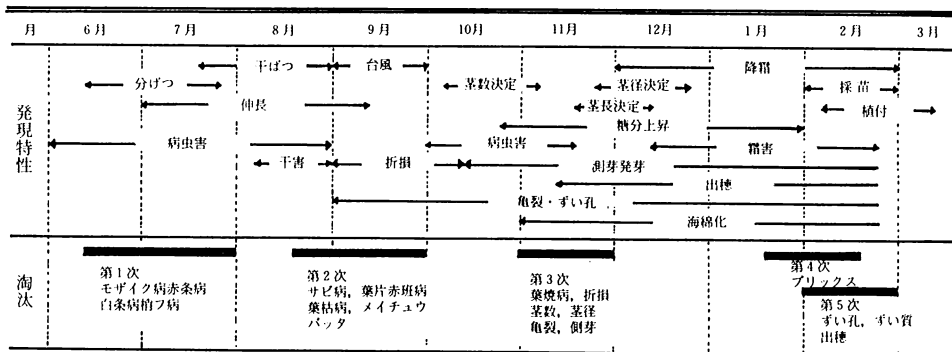 月 6月 7月 月 9月 10月 11月 12月 1月 2月 3月
発現特性
干ばつ 台風 降霜
分げつ 茎数決定 茎径決定 採苗
伸長 茎長決定 植付
糖分上昇
病虫害 病虫害 霜害
干害 折損 側芽発芽
出穂
亀裂・ずい孔
海綿化
淘汰
第1次
モザイク病赤条病
白条病梢フ病
第2次
サビ病,葉片赤斑病
葉枯病,メイチュウ
バッタ
第3次
葉焼病,折損
茎数,茎径
亀裂,側芽
第4次
ブリックス
第5次
ずい孔,ずい質
出穂